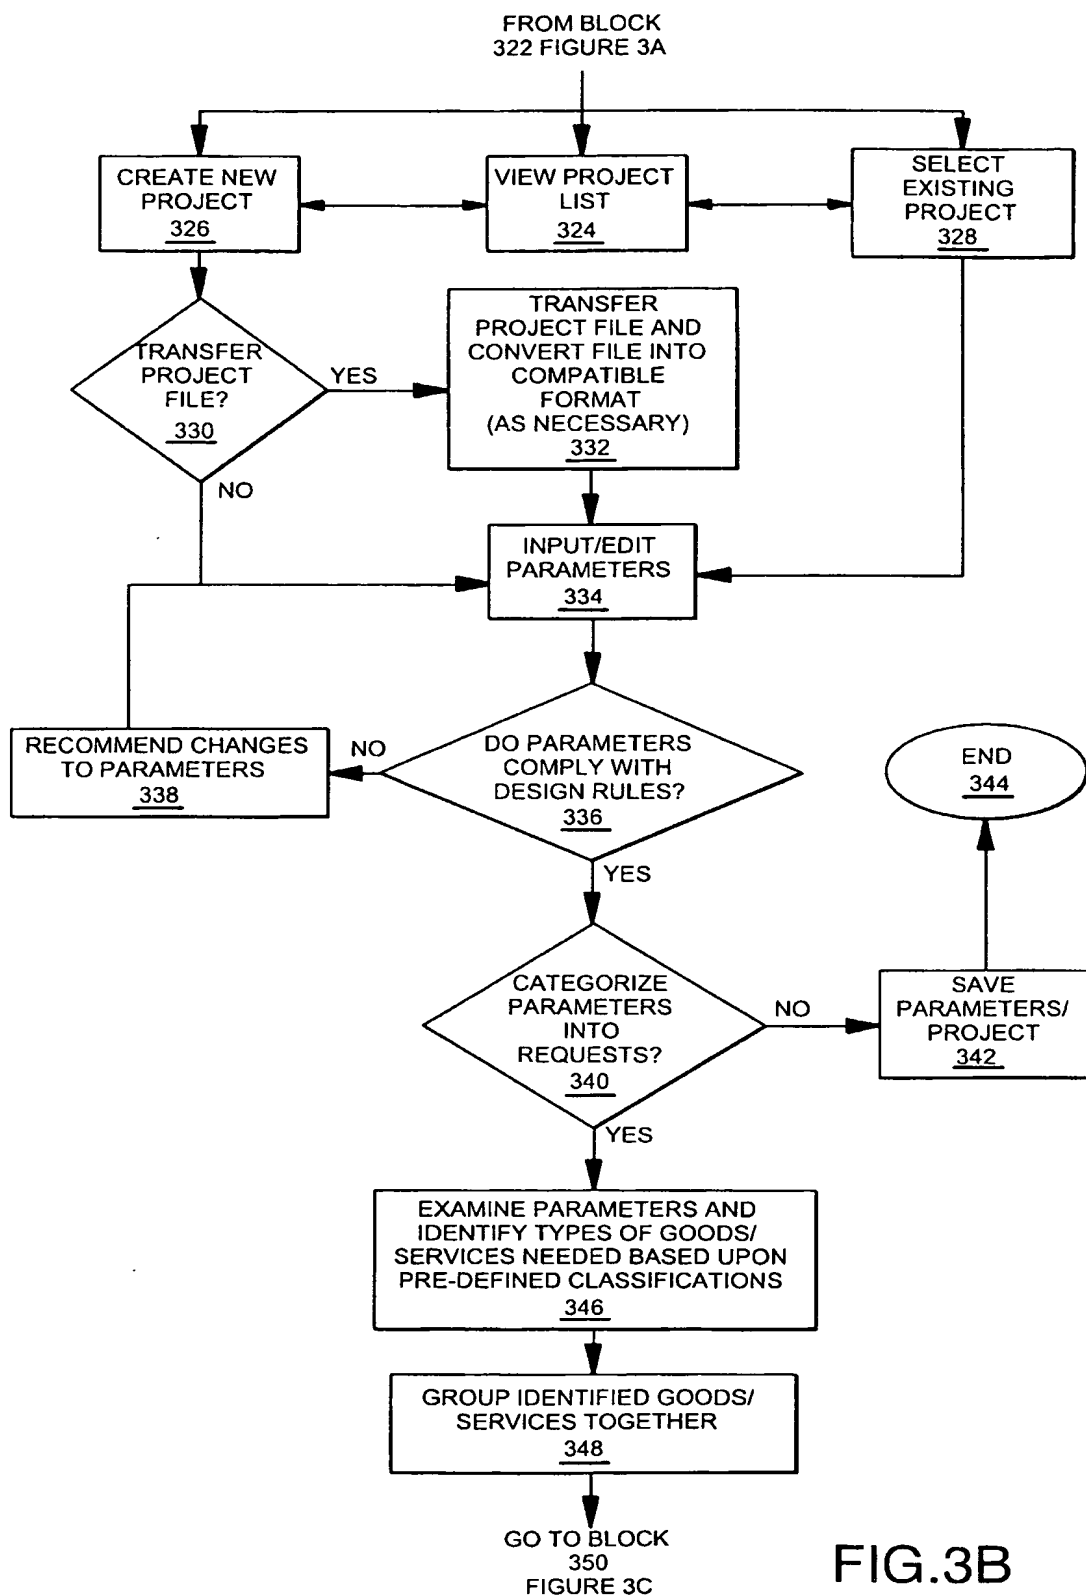 FROM BLOCK
322 FIGURE 3A
CREATE NEW
PROJECT
326
VIEW PROJECT
LIST
324
SELECT
EXISTING
PROJECT
328
TRANSFER
PROJECT
FILE?
330
YES
NO
TRANSFER
PROJECT FILE AND
CONVERT FILE INTO
COMPATIBLE
FORMAT
(AS NECESSARY)
332
INPUT/EDIT
PARAMETERS
334
RECOMMEND CHANGES
TO PARAMETERS
338
NO
DO PARAMETERS
COMPLY WITH
DESIGN RULES?
336
YES
END
344
CATEGORIZE
PARAMETERS
INTO
REQUESTS?
340
NO
YES
SAVE
PARAMETERS/
PROJECT
342
EXAMINE PARAMETERS AND
IDENTIFY TYPES OF GOODS/
SERVICES NEEDED BASED UPON
PRE-DEFINED CLASSIFICATIONS
346
GROUP IDENTIFIED GOODS/
SERVICES TOGETHER
348
GO TO BLOCK
350
FIGURE 3C
FIG.3B